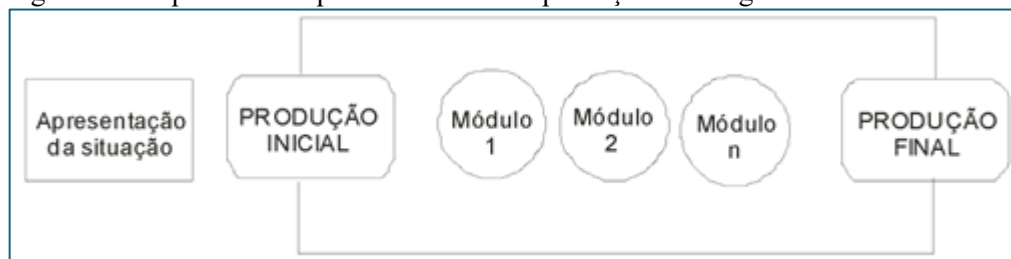 Apresentação
da situação
PRODUÇÃO
INICIAL
Módulo
1
Módulo
2
Módulo
n
PRODUÇÃO
FINAL